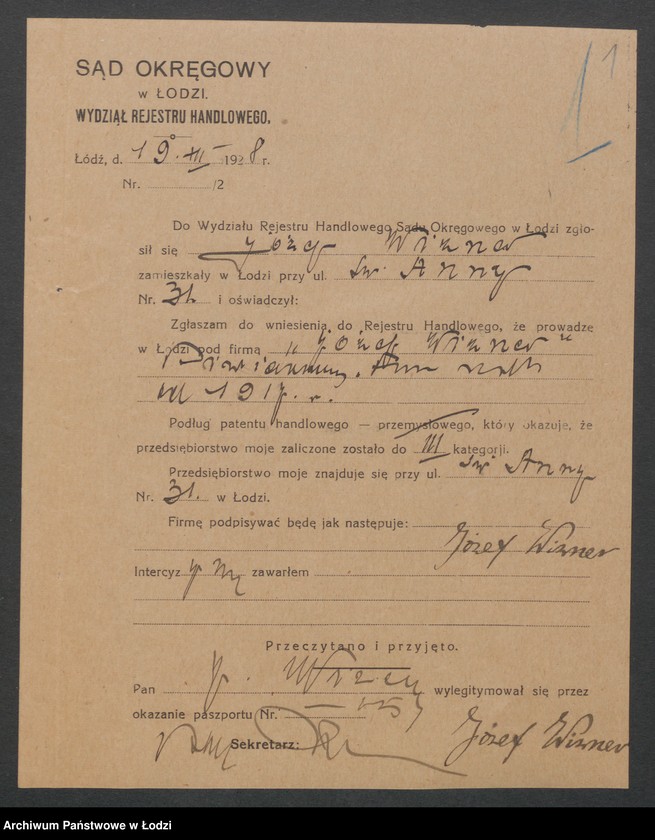 1
1
SĄD OKRĘGOWY
w ŁODZI.
WYDZIAŁ REJESTRU HANDLOWEGO.
Łódź, d. 19. XII 1928 r.
Nr. /2
Do Wydziału Rejestru Handlowego Sądu Okręgowego w Łodzi zgło-
sił się Józef Wizner
zamieszkały w Łodzi przy ul. św. Anny
Nr. 31. i oświadczył:
Zgłaszam do wniesienia do Rejestru Handlowego, że prowadzę
w Łodzi pod firmą „Józef Wizner"
od 1917. r.
Podług patentu handlowego — przemysłowego, który okazuje, że
przedsiębiorstwo moje zaliczone zostało do III kategorji.
Przedsiębiorstwo moje znajduje się przy ul. św Anny
Nr. 31. w Łodzi.
Firmę podpisywać będę jak następuje:
Józef Wizner
Intercyz zawarłem
Przeczytano i przyjęto.
Pan J. wylegitymował się przez
okazanie paszportu Nr.
Sekretarz: Józef Wizner
Archiwum Państwowe w Łodzi